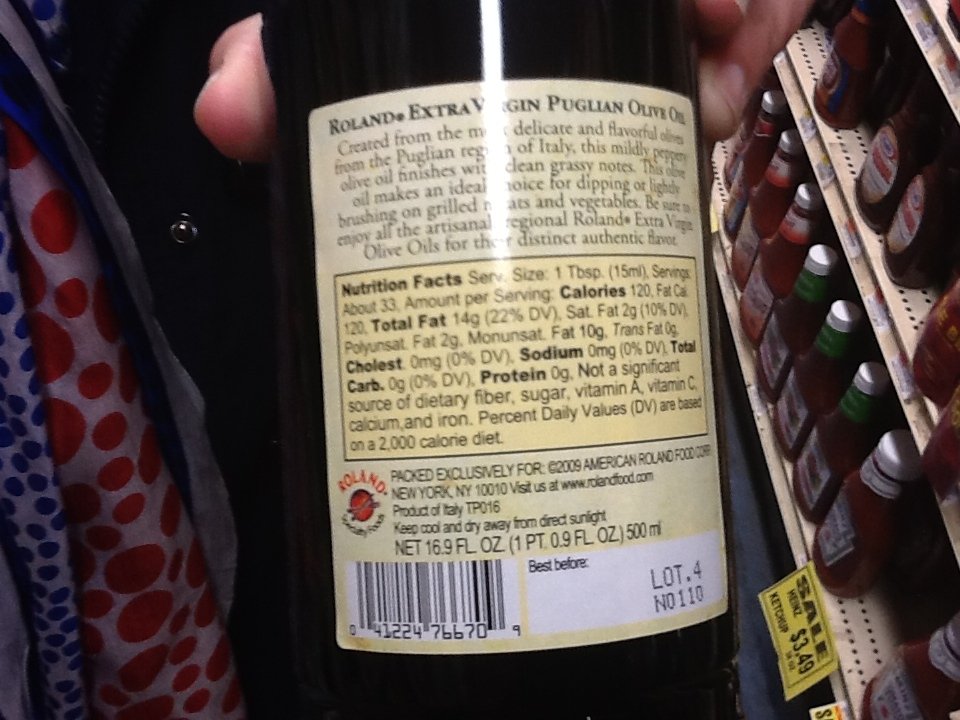 ROLAND® EXTRA VIRGIN PUGLIAN OLIVE OIL
Created from the most delicate and flavorful olives
from the Puglian region of Italy, this mildly peppery
olive oil finishes with clean grassy notes. This olive
oil makes an ideal choice for dipping or lightly
brushing on grilled meats and vegetables. Be sure to
enjoy all the artisanal regional Roland® Extra Virgin
Olive Oils for their distinct authentic flavor.
Nutrition Facts Serv. Size: 1 Tbsp. (15ml), Servings:
About 33, Amount per Serving: Calories 120, Fat Cal.
120, Total Fat 14g (22% DV), Sat. Fat 2g (10% DV),
Polyunsat. Fat 2g, Monounsat. Fat 10g, Trans Fat 0g,
Cholest. 0mg (0% DV), Sodium 0mg (0% DV), Total
Carb. 0g (0% DV), Protein 0g, Not a significant
source of dietary fiber, sugar, vitamin A, vitamin C,
calcium,and iron. Percent Daily Values (DV) are based
on a 2,000 calorie diet.
ROLAND®
Specialty Foods
PACKED EXCLUSIVELY FOR: ©2009 AMERICAN ROLAND FOOD CORP.
NEW YORK, NY 10010 Visit us at www.rolandfood.com
Product of Italy TP016
Keep cool and dry away from direct sunlight
NET 16.9 FL. OZ. (1 PT. 0.9 FL. OZ.) 500 ml
Best before:
LOT.4
N0110
0 41224 76670 9
SALE
HEINZ
KETCHUP
$3.49